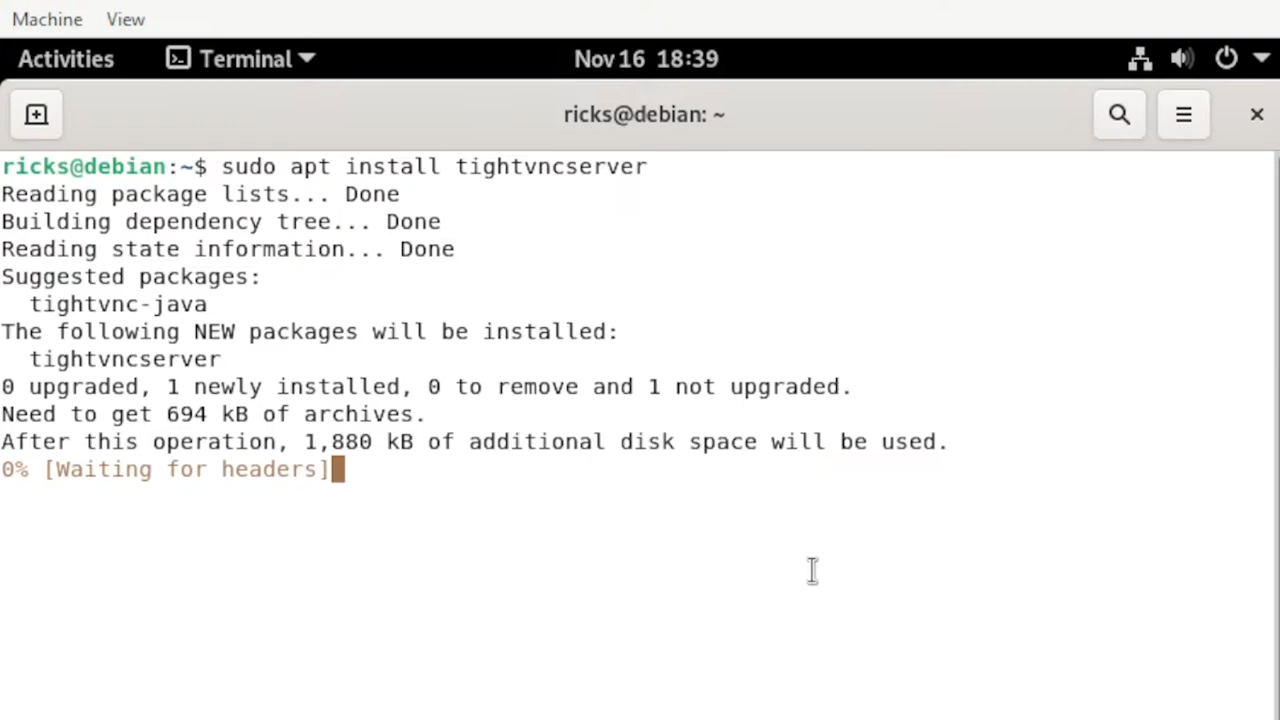 Machine View
Activities Terminal Nov 16 18:39
ricks@debian: ~
ricks@debian:~$ sudo apt install tightvncserver
Reading package lists... Done
Building dependency tree... Done
Reading state information... Done
Suggested packages:
  tightvnc-java
The following NEW packages will be installed:
  tightvncserver
0 upgraded, 1 newly installed, 0 to remove and 1 not upgraded.
Need to get 694 kB of archives.
After this operation, 1,880 kB of additional disk space will be used.
0% [Waiting for headers]